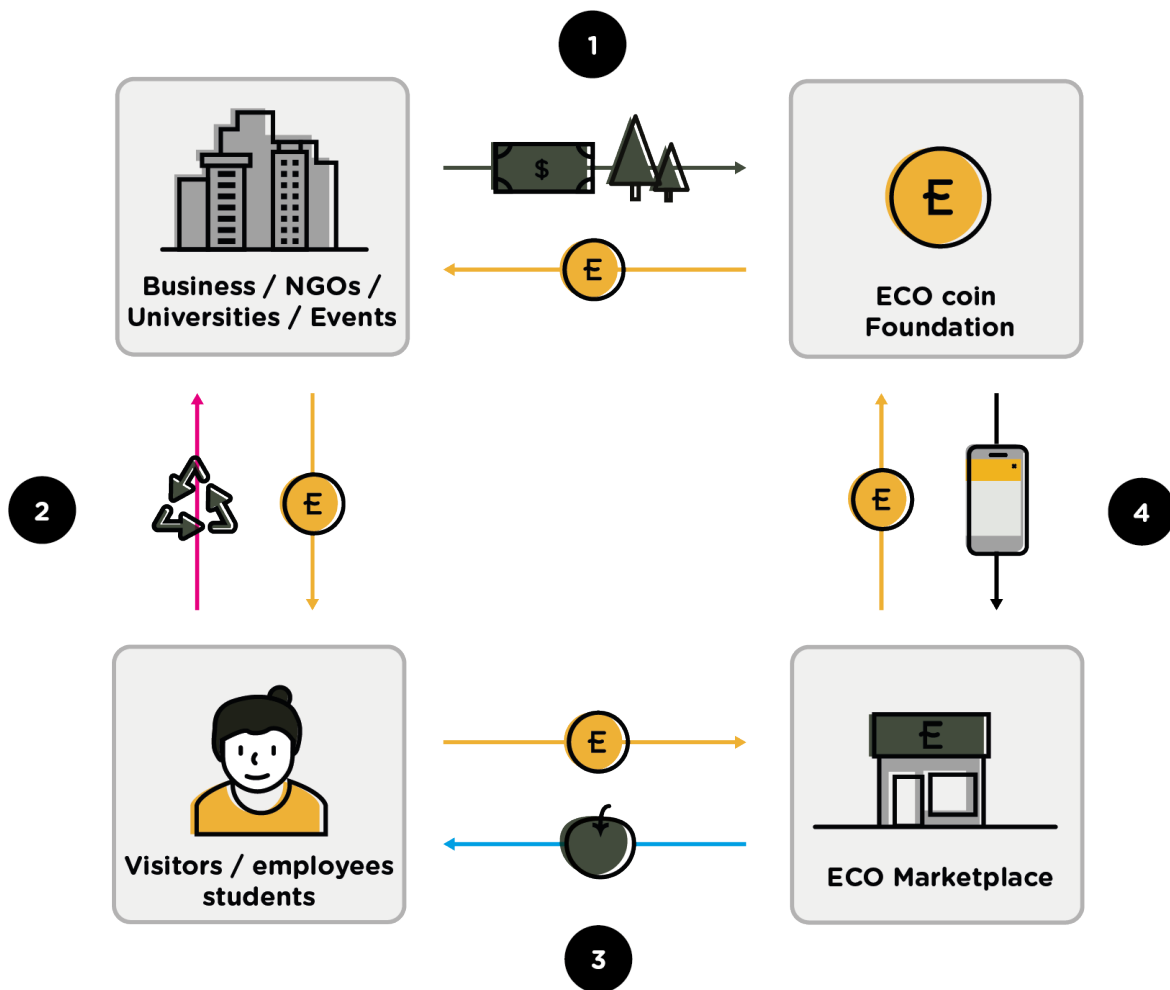 1
$
E
Business / NGOs /
Universities / Events
E
ECO coin
Foundation
2
E
E
4
E
E
Visitors / employees
students
ECO Marketplace
3